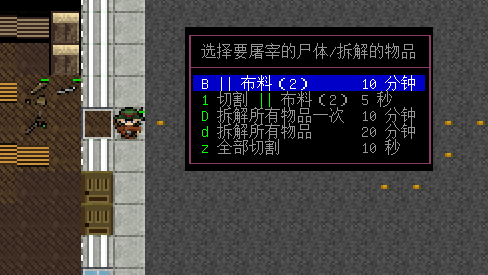 选择要屠宰的尸体/拆解的物品
B || 布料 (2) 10 分钟
1 切割 || 布料 (2) 5 秒
D 拆解所有物品一次 10 分钟
d 拆解所有物品 20 分钟
z 全部切割 10 秒